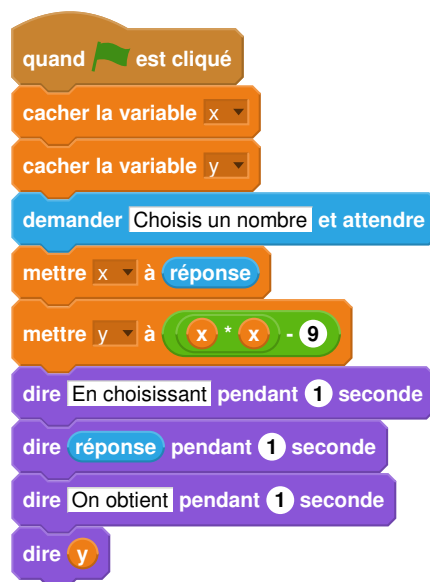 quand est cliqué
cacher la variable x
cacher la variable y
demander Choisis un nombre et attendre
mettre x à réponse
mettre y à x * x - 9
dire En choisissant pendant 1 seconde
dire réponse pendant 1 seconde
dire On obtient pendant 1 seconde
dire y